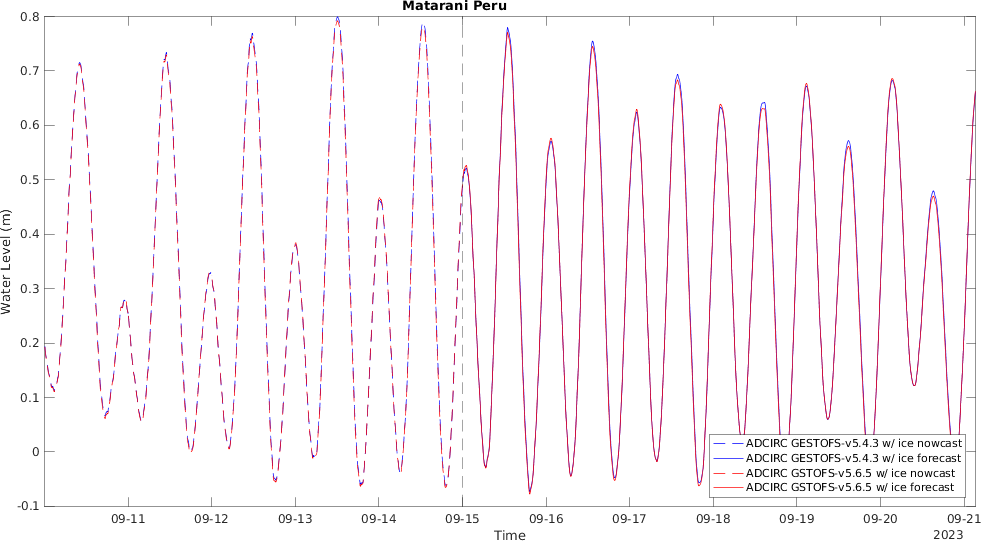 Matarani Peru
Water Level (m)
0.8
0.7
0.6
0.5
0.4
0.3
0.2
0.1
0
-0.1
ADCIRC GESTOFS-v5.4.3 w/ ice nowcast
ADCIRC GESTOFS-v5.4.3 w/ ice forecast
ADCIRC GSTOFS-v5.6.5 w/ ice nowcast
ADCIRC GSTOFS-v5.6.5 w/ ice forecast
09-11 09-12 09-13 09-14 09-15 09-16 09-17 09-18 09-19 09-20 09-21
Time
2023